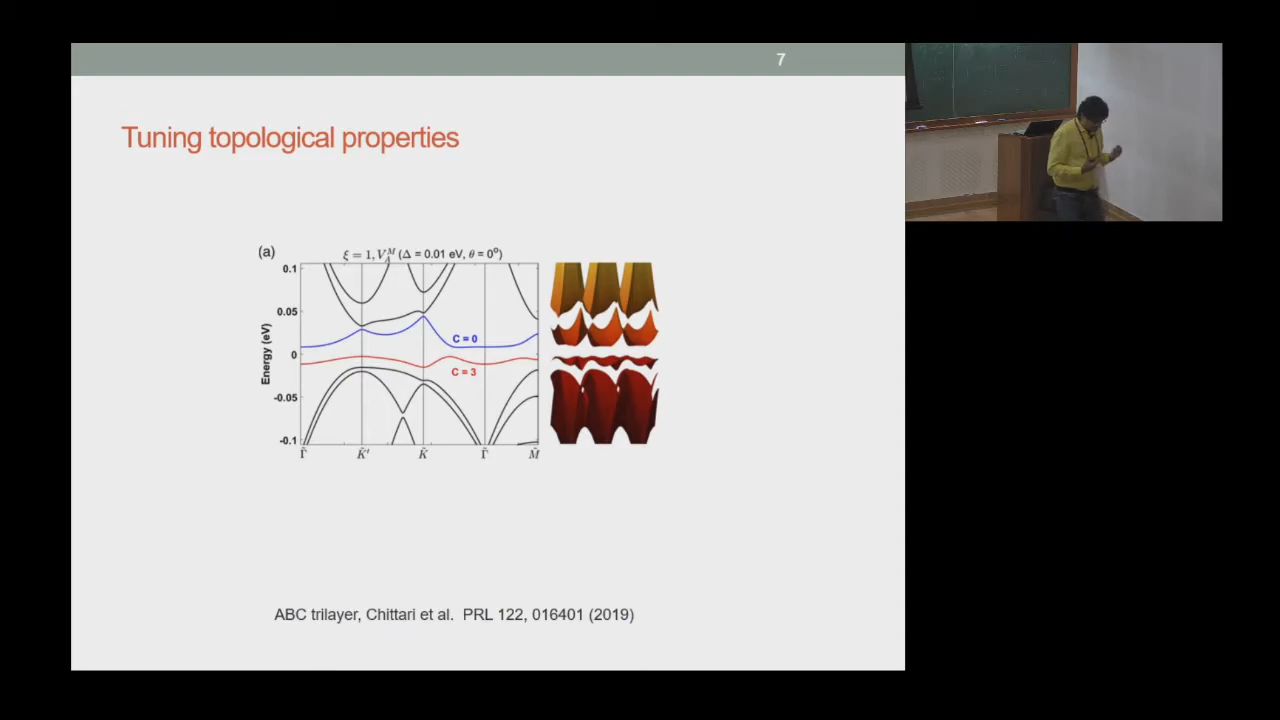 7
Tuning topological properties
(a)
ξ = 1, V_A^M (Δ = 0.01 eV, θ = 0°)
0.1
0.05
0
-0.05
-0.1
Energy (eV)
C = 0
C = 3
Γ̃ K̃' K̃ Γ̃ M̃
ABC trilayer, Chittari et al. PRL 122, 016401 (2019)